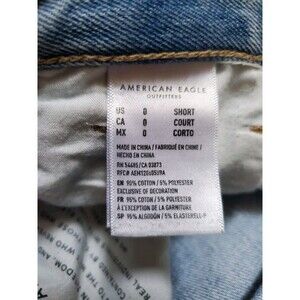 AMERICAN EAGLE
OUTFITTERS
US 0 SHORT
CA 0 COURT
MX 0 CORTO
MADE IN CHINA / FABRIQUÉ EN CHINE /
HECHO EN CHINA
RN 54485/CA 03873
EN 95% COTTON / 5% POLYESTER
EXCLUSIVE OF DECORATION
FR 95% COTON / 5% POLYESTER
A L'EXCEPTION DE LA GARNITURE
SP 95% ALGODÓN / 5% ELASTERELL-P